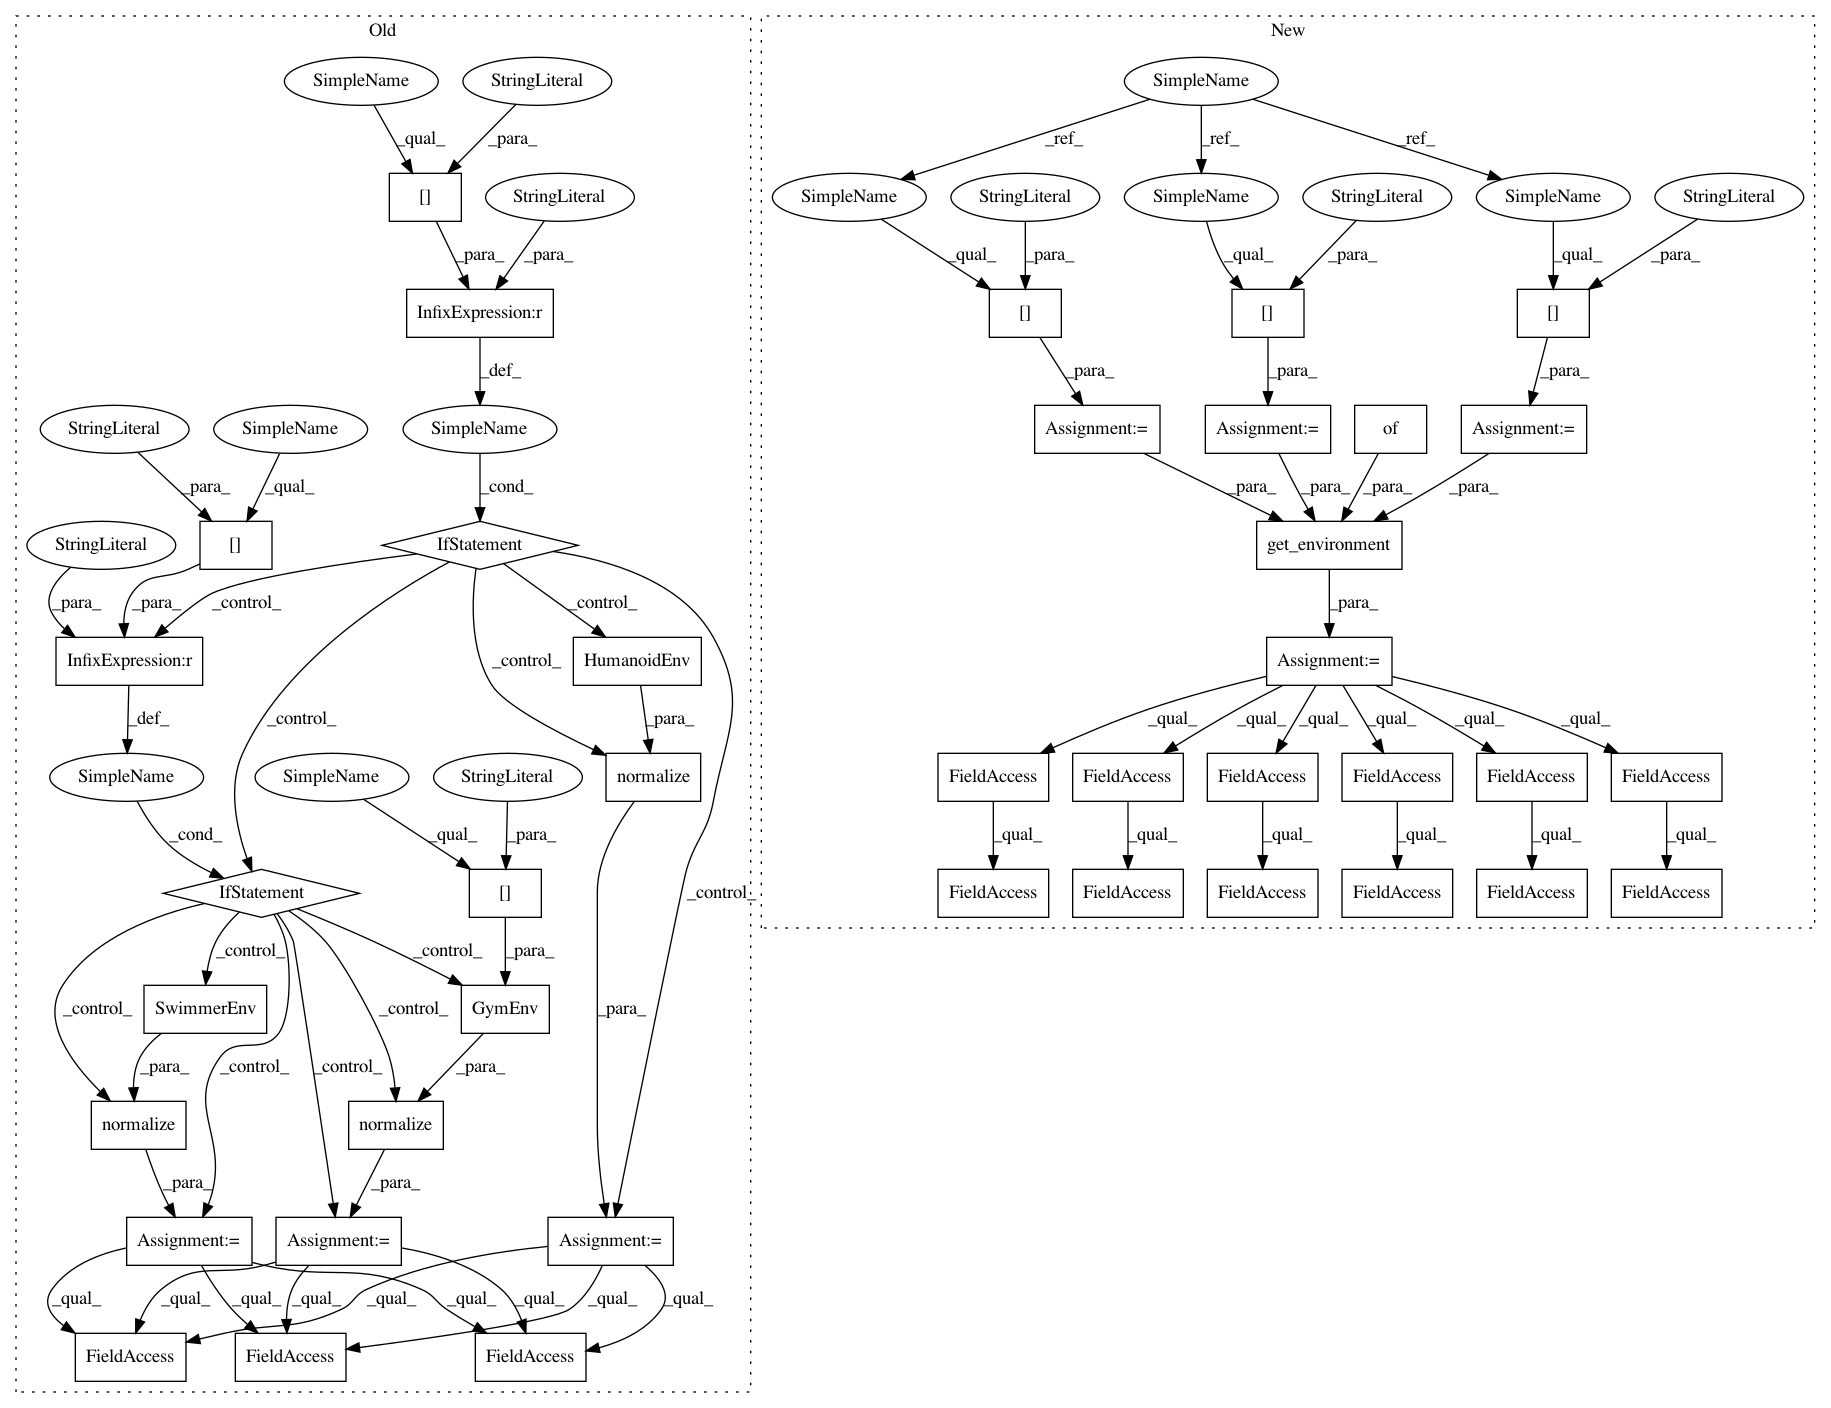 Old
New
SimpleName
StringLiteral
SimpleName
_qual_
_para_
_ref_
_ref_
_ref_
[]
StringLiteral
SimpleName
StringLiteral
SimpleName
StringLiteral
SimpleName
StringLiteral
_para_
_para_
_qual_
_para_
_qual_
_para_
_qual_
_para_
InfixExpression:r
[]
[]
[]
_def_
_para_
_para_
_para_
StringLiteral
SimpleName
SimpleName
Assignment:=
Assignment:=
of
Assignment:=
_para_
_qual_
_cond_
_para_
_para_
_para_
_para_
StringLiteral
[]
IfStatement
get_environment
_para_
_para_
_control_
_control_
_para_
InfixExpression:r
_control_
HumanoidEnv
Assignment:=
_def_
_control_
_para_
_qual_
_qual_
_qual_
_qual_
_qual_
_qual_
SimpleName
SimpleName
StringLiteral
normalize
FieldAccess
FieldAccess
FieldAccess
FieldAccess
FieldAccess
FieldAccess
_cond_
_qual_
_para_
_qual_
_qual_
_qual_
_qual_
_qual_
_qual_
IfStatement
[]
_control_
FieldAccess
FieldAccess
FieldAccess
FieldAccess
FieldAccess
FieldAccess
_control_
_control_
_para_
_control_
SwimmerEnv
_control_
GymEnv
_para_
_para_
_control_
_control_
_para_
normalize
normalize
_para_
_para_
Assignment:=
Assignment:=
Assignment:=
_qual_
_qual_
_qual_
_qual_
_qual_
_qual_
_qual_
_qual_
_qual_
FieldAccess
FieldAccess
FieldAccess